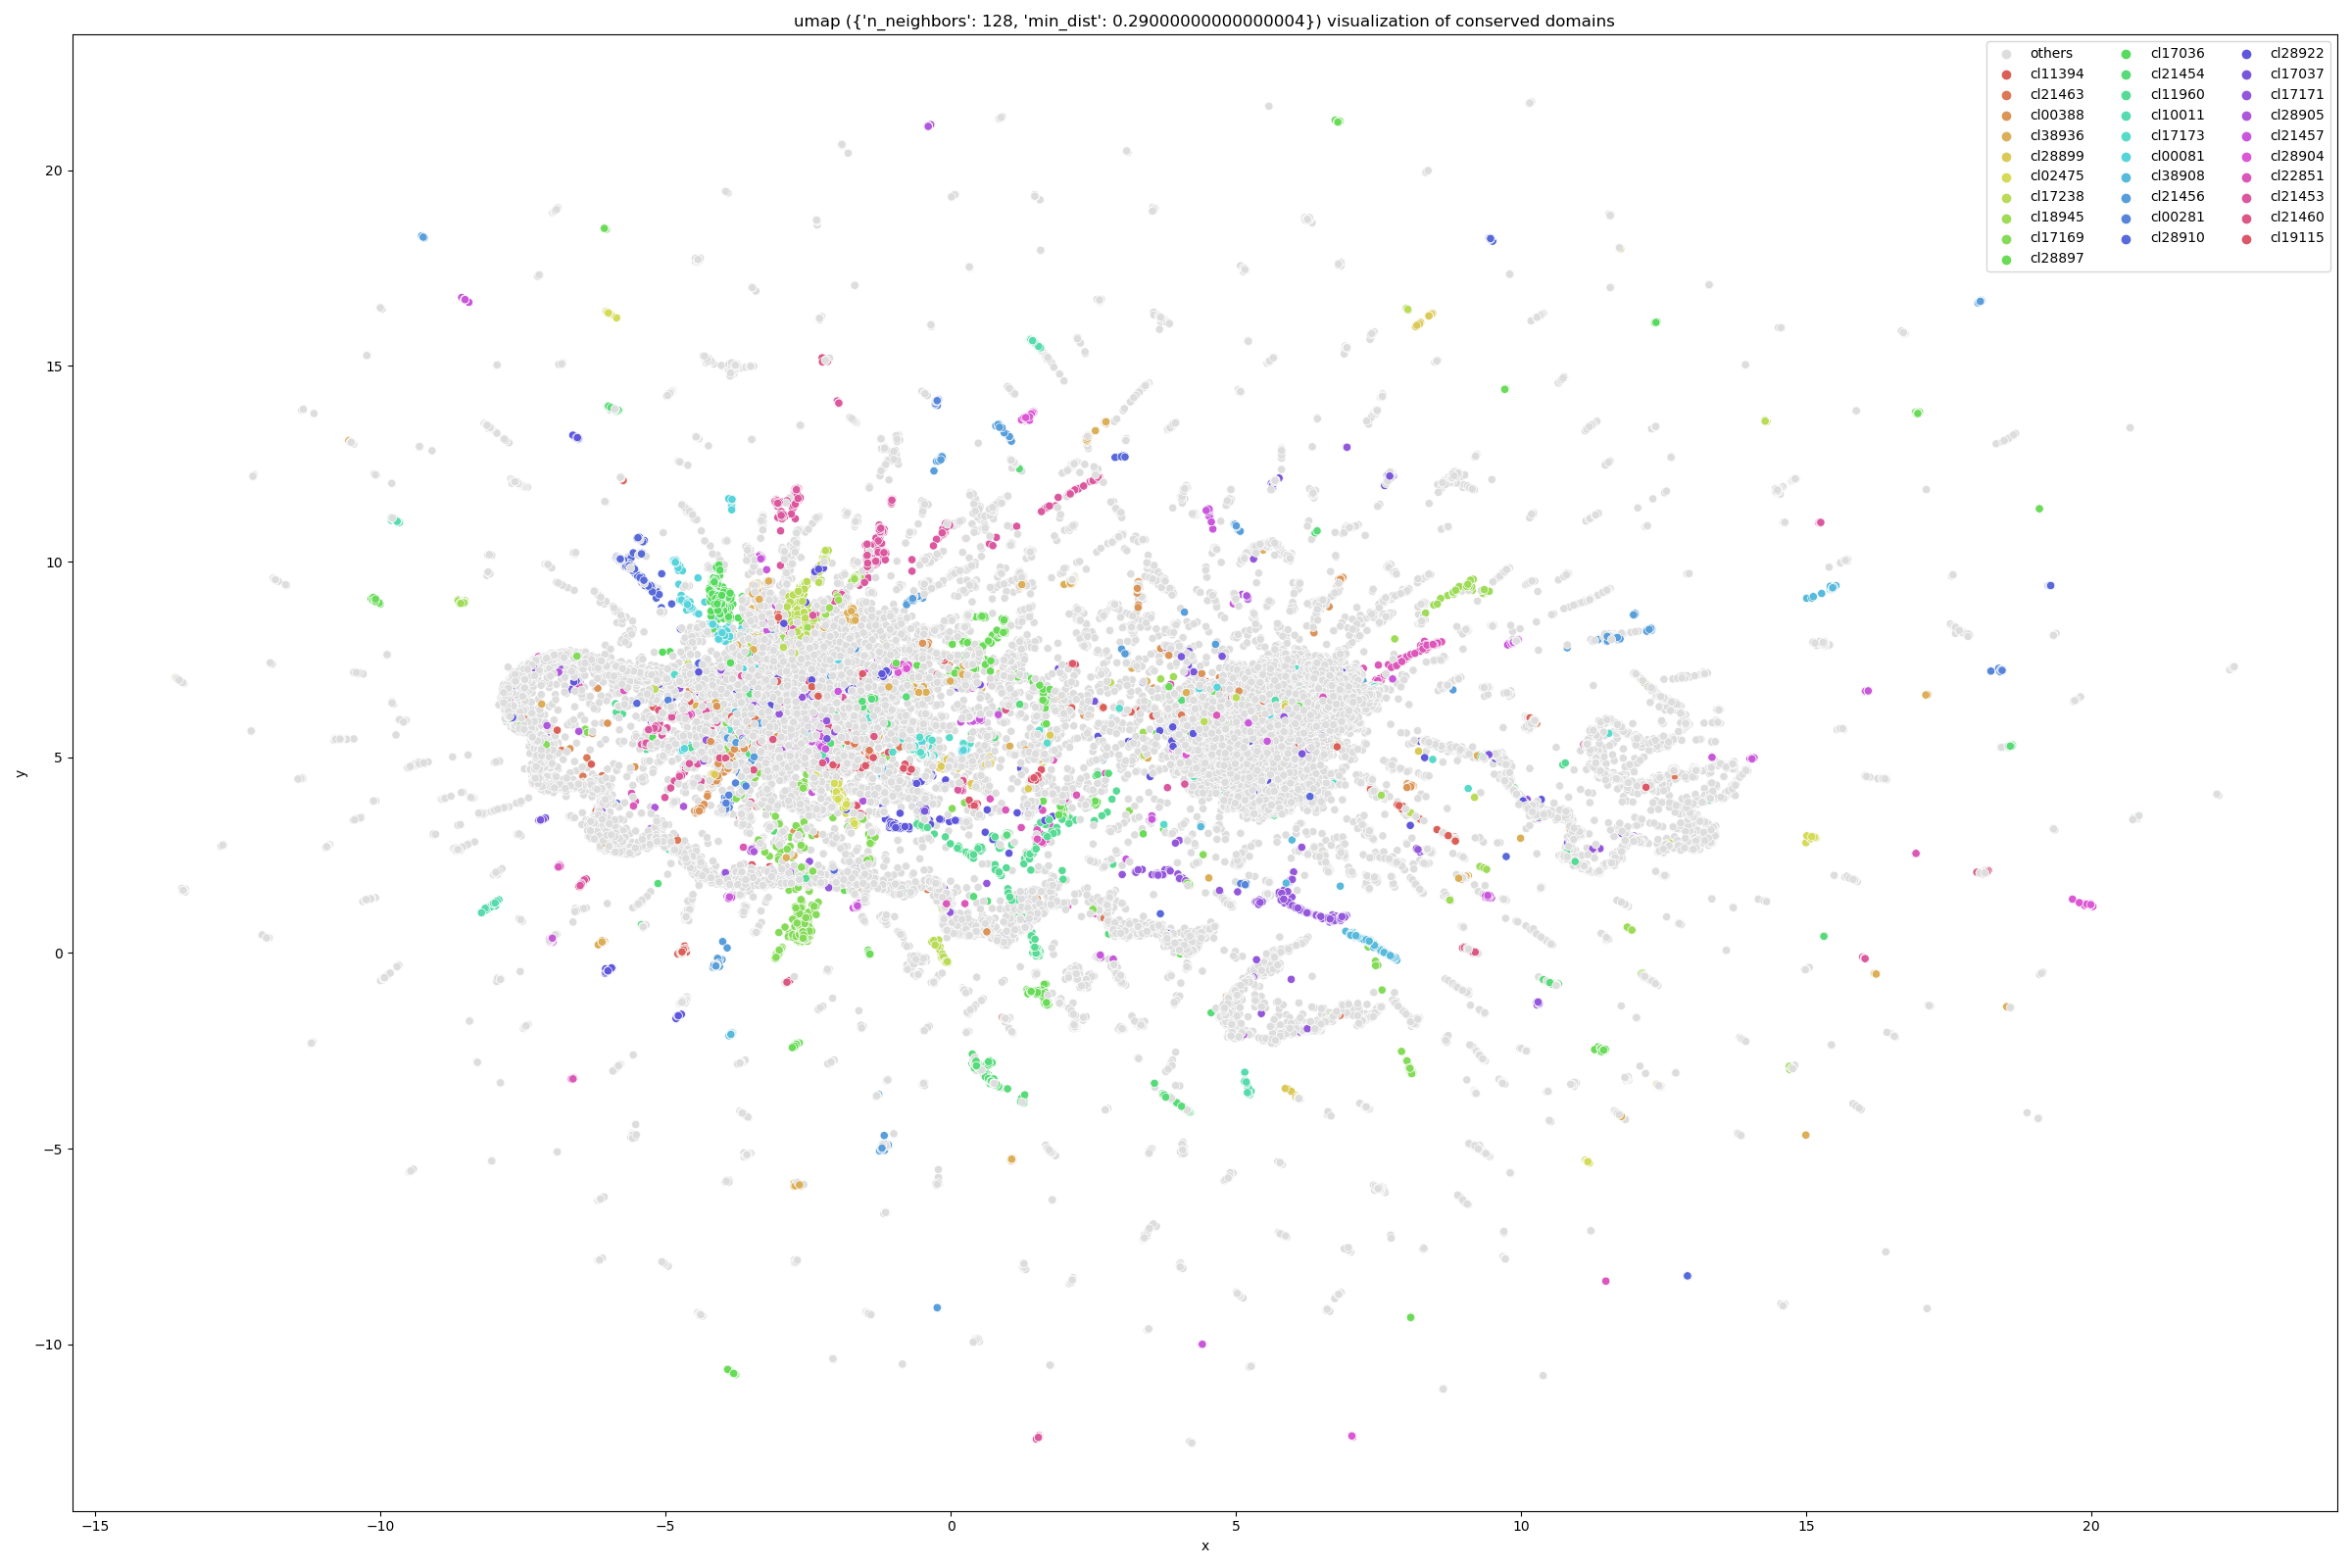 umap ({'n_neighbors': 128, 'min_dist': 0.29000000000000004}) visualization of conserved domains
others
cl11394
cl21463
cl00388
cl38936
cl28899
cl02475
cl17238
cl18945
cl17169
cl28897
cl17036
cl21454
cl11960
cl10011
cl17173
cl00081
cl38908
cl21456
cl00281
cl28910
cl28922
cl17037
cl17171
cl28905
cl21457
cl28904
cl22851
cl21453
cl21460
cl19115
20
15
10
5
0
−5
−10
y
−15
−10
−5
0
5
10
15
20
x